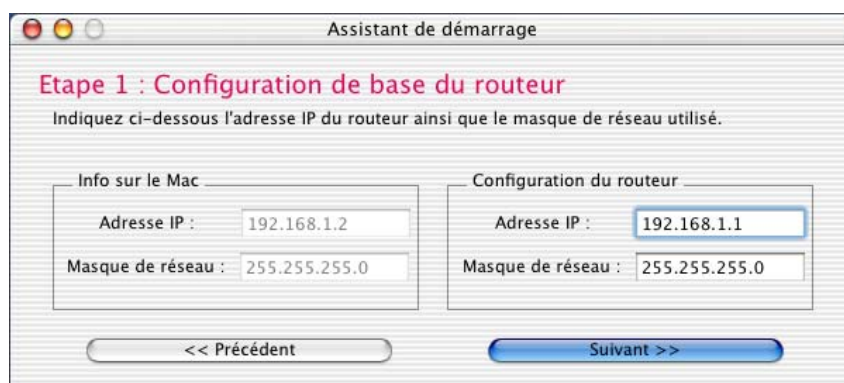 Assistant de démarrage
Etape 1 : Configuration de base du routeur
Indiquez ci-dessous l'adresse IP du routeur ainsi que le masque de réseau utilisé.
Info sur le Mac
Adresse IP : 192.168.1.2
Masque de réseau : 255.255.255.0
Configuration du routeur
Adresse IP : 192.168.1.1
Masque de réseau : 255.255.255.0
<< Précédent
Suivant >>